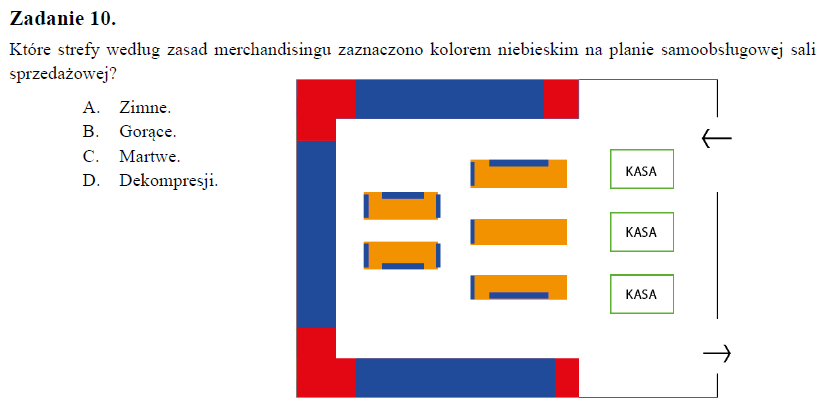 Zadanie 10.
Które strefy według zasad merchandisingu zaznaczono kolorem niebieskim na planie samoobsługowej sali
sprzedażowej?
A. Zimne.
B. Gorące.
C. Martwe.
D. Dekompresji.
KASA
KASA
KASA